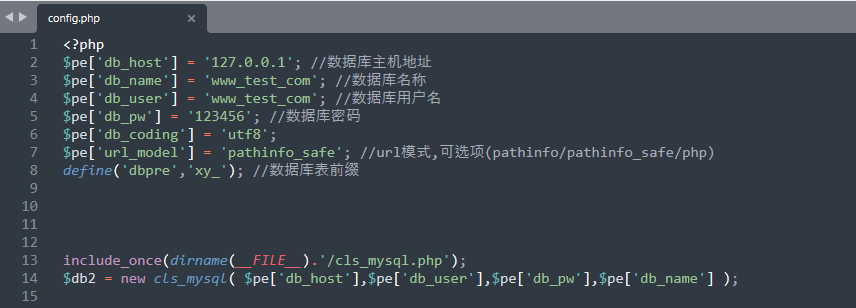 config.php
1 <?php
2 $pe['db_host'] = '127.0.0.1'; //数据库主机地址
3 $pe['db_name'] = 'www_test_com'; //数据库名称
4 $pe['db_user'] = 'www_test_com'; //数据库用户名
5 $pe['db_pw'] = '123456'; //数据库密码
6 $pe['db_coding'] = 'utf8';
7 $pe['url_model'] = 'pathinfo_safe'; //url模式,可选项(pathinfo/pathinfo_safe/php)
8 define('dbpre','xy_'); //数据库表前缀
9
10
11
12
13 include_once(dirname(__FILE__).'/cls_mysql.php');
14 $db2 = new cls_mysql( $pe['db_host'],$pe['db_user'],$pe['db_pw'],$pe['db_name'] );
15